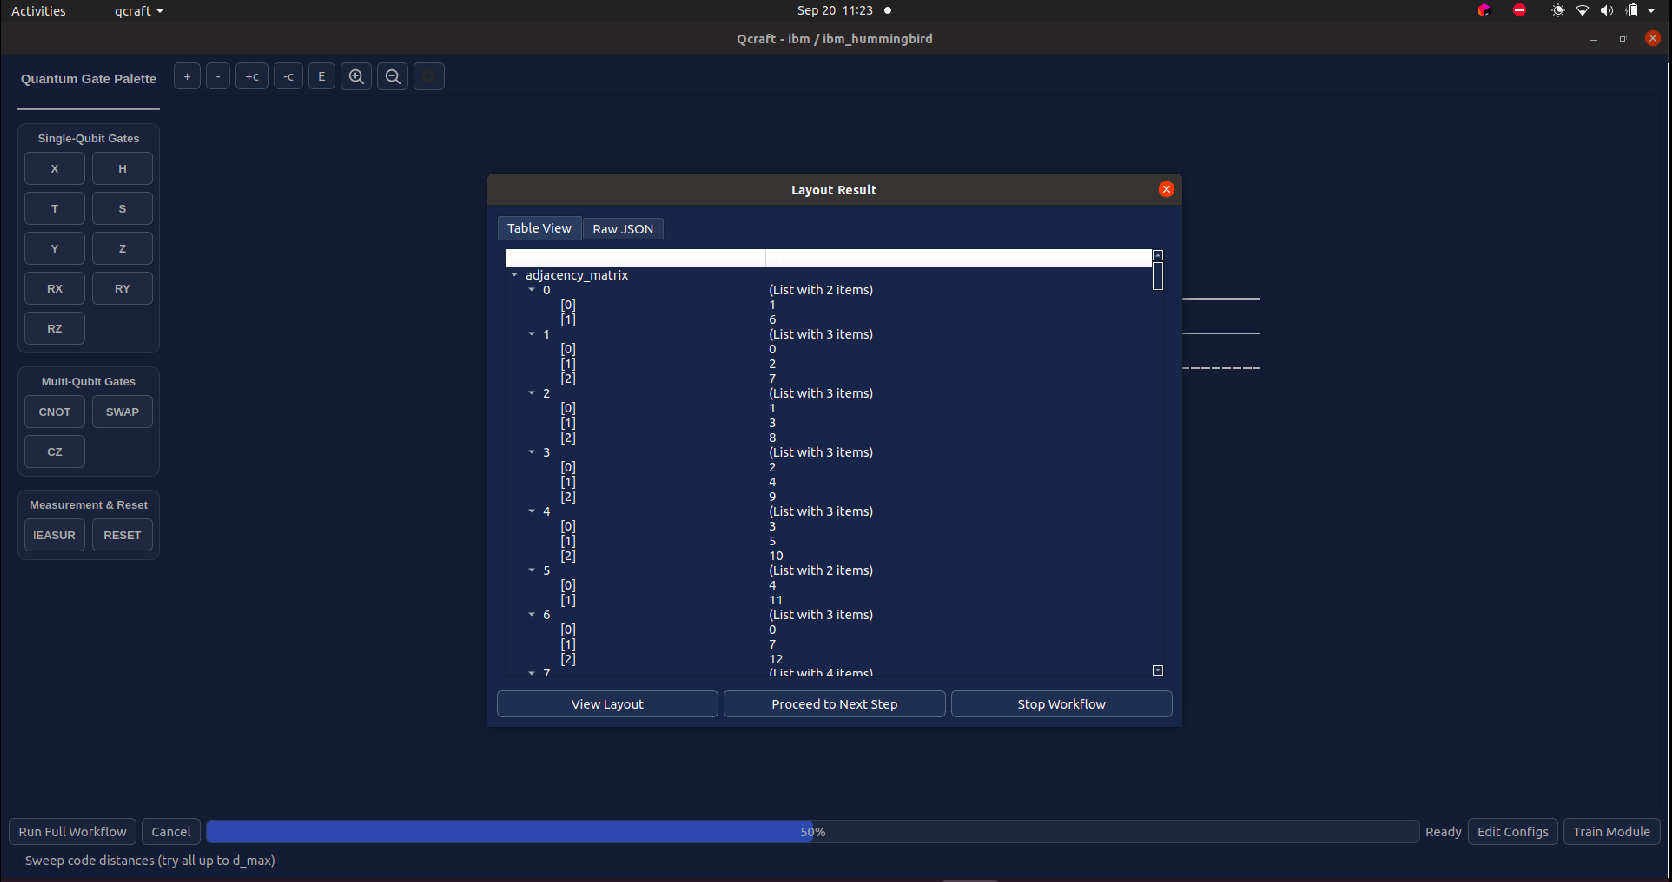 Activities qcraft Sep 20 11:23
Qcraft - ibm / ibm_hummingbird
Quantum Gate Palette + - +c -c E
Single-Qubit Gates
X H
T S
Y Z
RX RY
RZ
Multi-Qubit Gates
CNOT SWAP
CZ
Measurement & Reset
IEASUR RESET
Layout Result
Table View Raw JSON
adjacency_matrix
0 (List with 2 items)
[0] 1
[1] 6
1 (List with 3 items)
[0] 0
[1] 2
[2] 7
2 (List with 3 items)
[0] 1
[1] 3
[2] 8
3 (List with 3 items)
[0] 2
[1] 4
[2] 9
4 (List with 3 items)
[0] 3
[1] 5
[2] 10
5 (List with 2 items)
[0] 4
[1] 11
6 (List with 3 items)
[0] 0
[1] 7
[2] 12
7 (List with 4 items)
View Layout Proceed to Next Step Stop Workflow
Run Full Workflow Cancel 50% Ready Edit Configs Train Module
Sweep code distances (try all up to d_max)